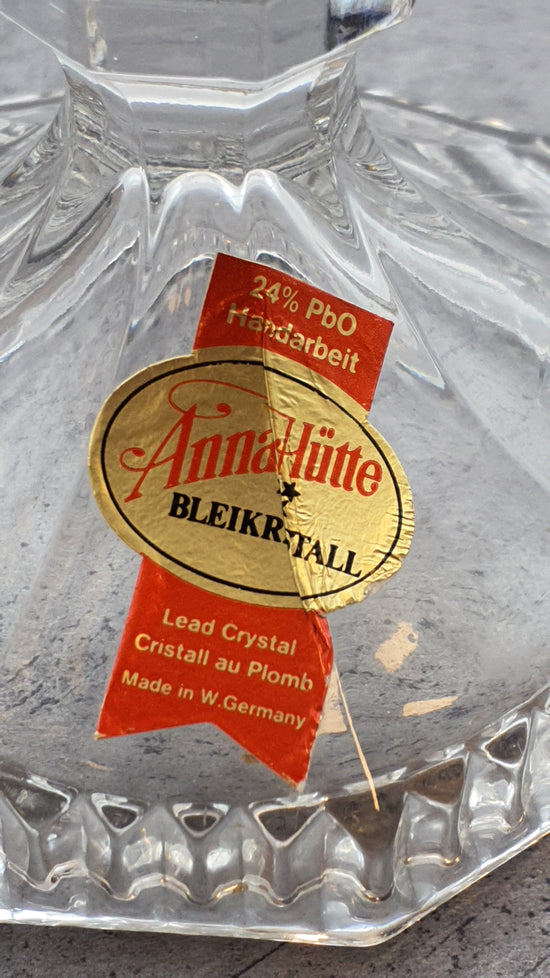 24% PbO
Handarbeit
AnnaHütte
BLEIKRISTALL
Lead Crystal
Cristall au Plomb
Made in W.Germany